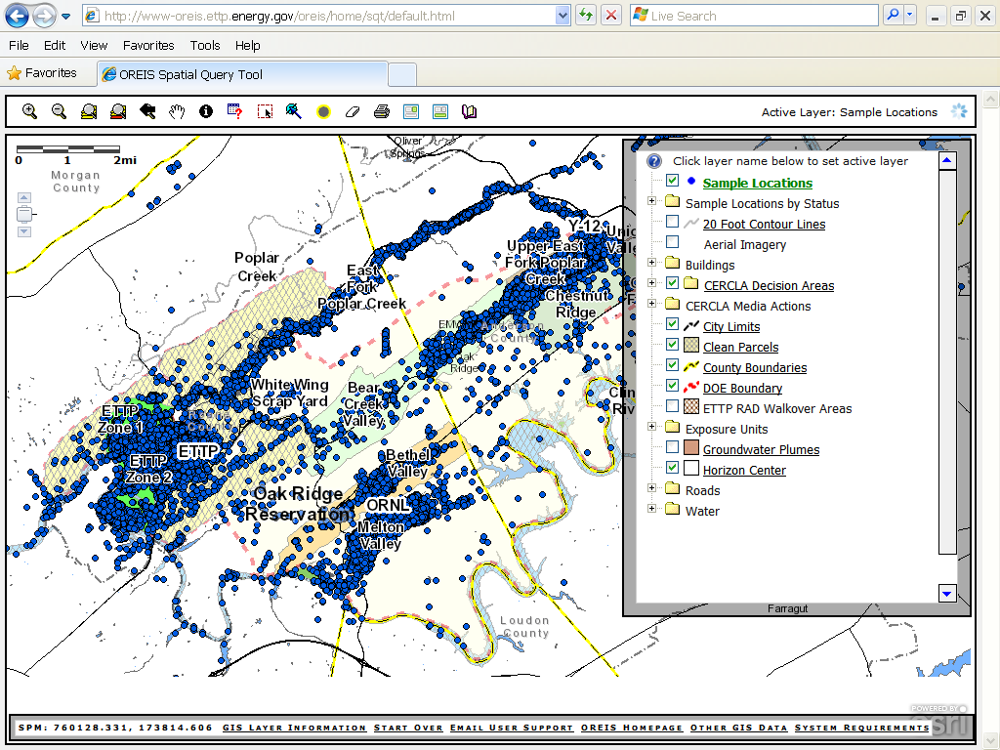 http://www-oreis.ettp.energy.gov/oreis/home/sqt/default.html
Live Search
File Edit View Favorites Tools Help
Favorites
OREIS Spatial Query Tool
Active Layer: Sample Locations
0 1 2mi
Morgan
County
Oliver
Springs
Poplar
Creek
East
Fork
Poplar Creek
Y-12
Upper East
Fork Poplar
Creek
Chestnut
Ridge
White Wing
Scrap Yard
Bear
Creek
Valley
ETTP
Zone 1
ETTP
ETTP
Zone 2
Bethel
Valley
Oak Ridge
Reservation
ORNL
Melton
Valley
Loudon
County
Farragut
Click layer name below to set active layer
Sample Locations
Sample Locations by Status
20 Foot Contour Lines
Aerial Imagery
Buildings
CERCLA Decision Areas
CERCLA Media Actions
City Limits
Clean Parcels
County Boundaries
DOE Boundary
ETTP RAD Walkover Areas
Exposure Units
Groundwater Plumes
Horizon Center
Roads
Water
POWERED BY
esri
SPM: 760128.331, 173814.606 GIS Layer Information Start Over Email User Support OREIS Homepage Other GIS Data System Requirements